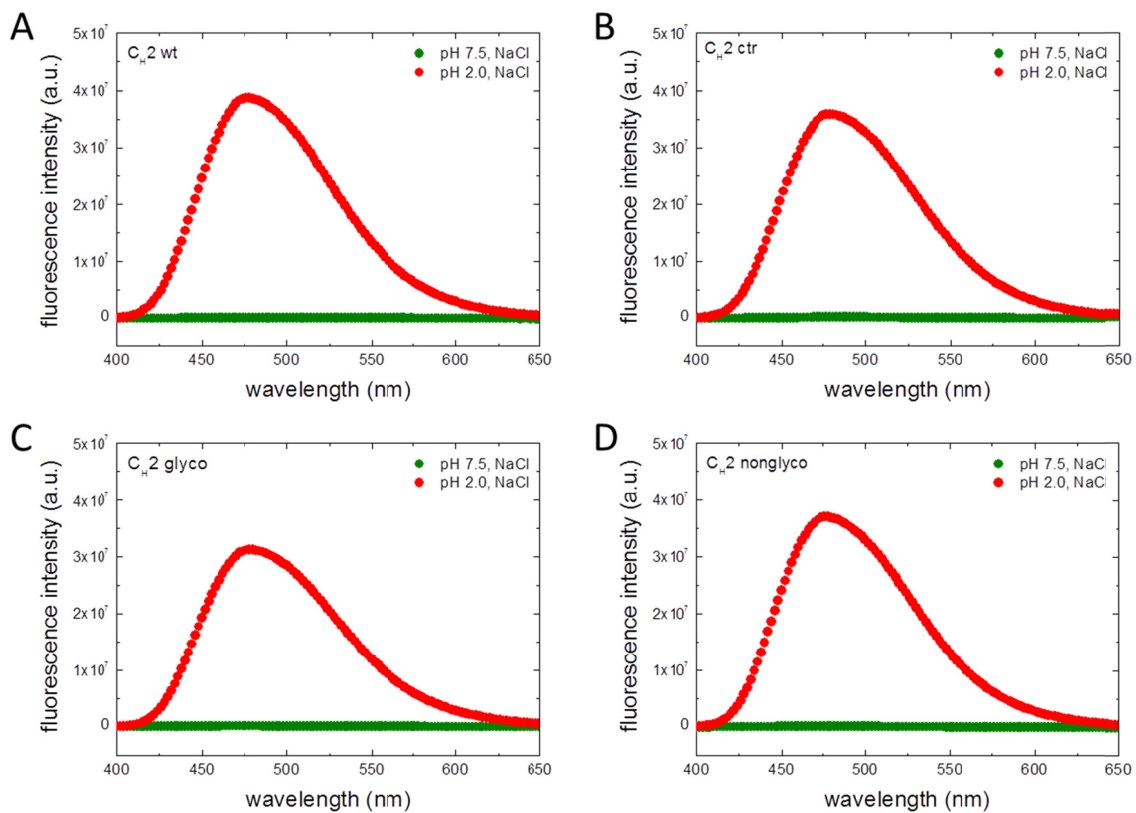 A
5x10⁷
4x10⁷
3x10⁷
2x10⁷
1x10⁷
0
fluorescence intensity (a.u.)
C_H2 wt
pH 7.5, NaCl
pH 2.0, NaCl
400 450 500 550 600 650
wavelength (nm)
B
5x10⁷
4x10⁷
3x10⁷
2x10⁷
1x10⁷
0
fluorescence intensity (a.u.)
C_H2 ctr
pH 7.5, NaCl
pH 2.0, NaCl
400 450 500 550 600 650
wavelength (nm)
C
5x10⁷
4x10⁷
3x10⁷
2x10⁷
1x10⁷
0
fluorescence intensity (a.u.)
C_H2 glyco
pH 7.5, NaCl
pH 2.0, NaCl
400 450 500 550 600 650
wavelength (nm)
D
5x10⁷
4x10⁷
3x10⁷
2x10⁷
1x10⁷
0
fluorescence intensity (a.u.)
C_H2 nonglyco
pH 7.5, NaCl
pH 2.0, NaCl
400 450 500 550 600 650
wavelength (nm)